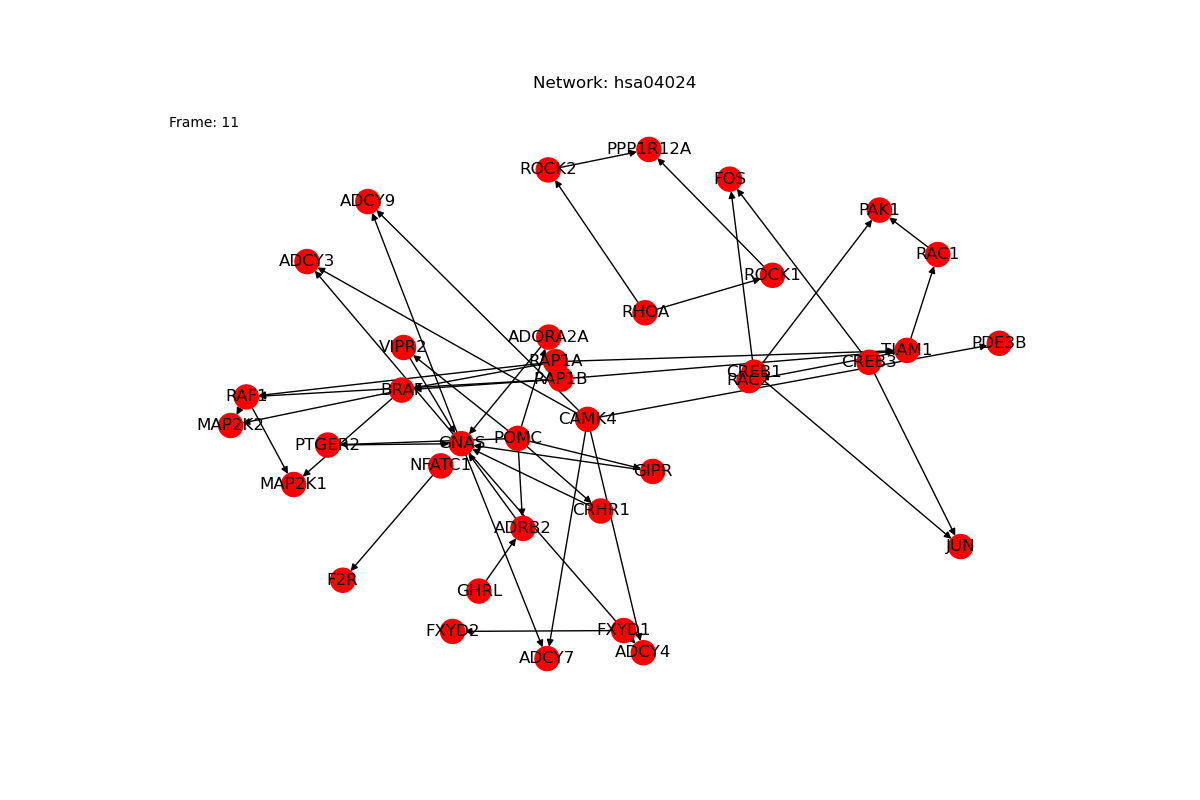 Network: hsa04024
Frame: 11
PPP1R12A
ROCK2
FOS
ADCY9
PAK1
RAC1
ADCY3
ROCK1
RHOA
ADORA2A
PDE3B
VIPR2
TIAM1
RAP1A
CREB3
CREB1
RAP1B
RAC2
BRAF
RAF1
CAMK4
MAP2K2
POMC
GNAS
PTGER2
NFATC1
GIPR
MAP2K1
CRHR1
ADRB2
JUN
F2R
GHRL
FXYD2
FXYD1
ADCY4
ADCY7